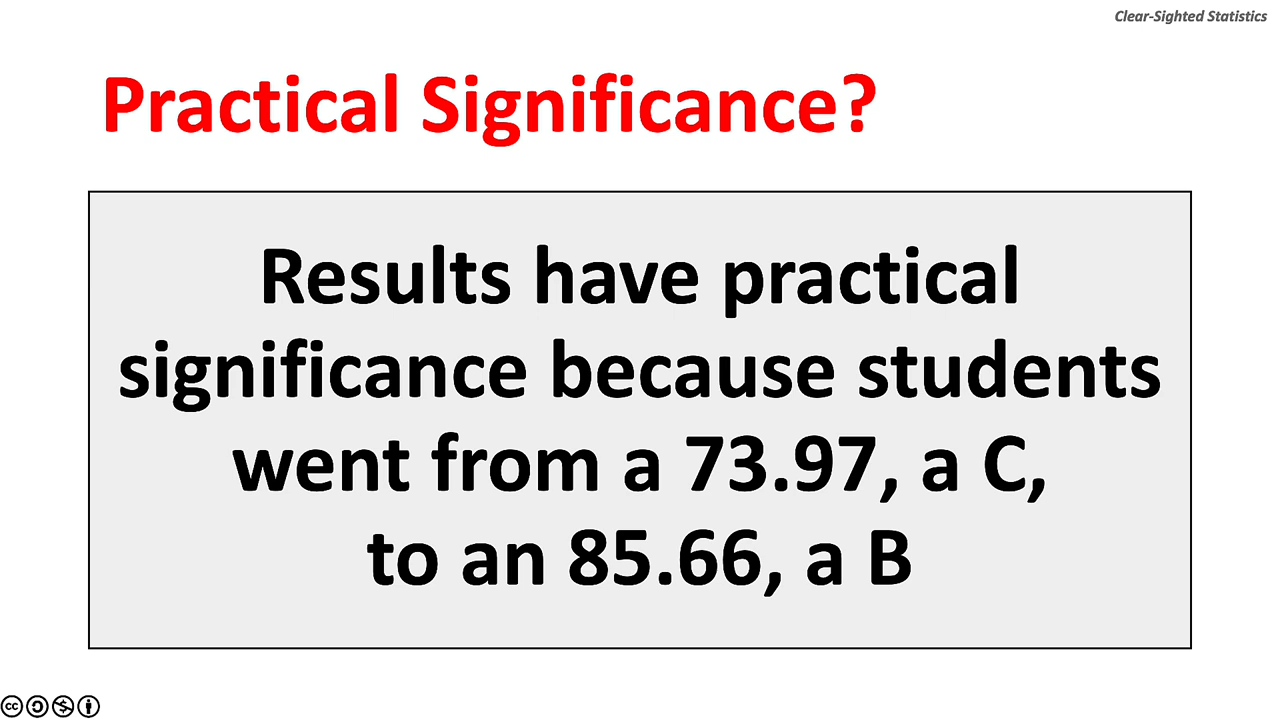 Clear-Sighted Statistics
Practical Significance?
Results have practical
significance because students
went from a 73.97, a C,
to an 85.66, a B
cc